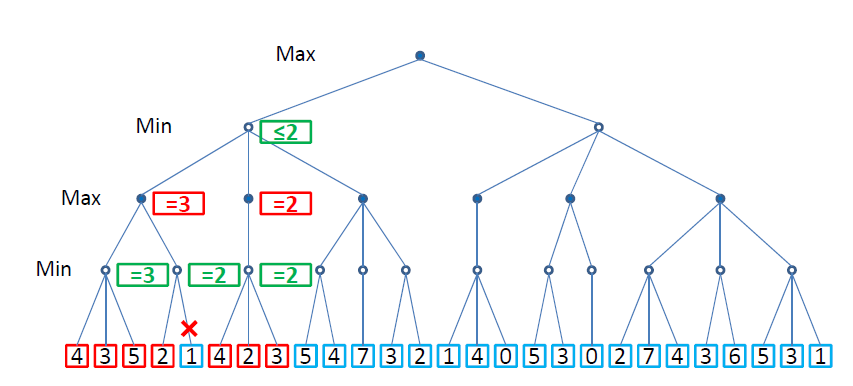 Max
Min ≤2
Max =3 =2
Min =3 =2 =2
4 3 5 2 1 4 2 3 5 4 7 3 2 1 4 0 5 3 0 2 7 4 3 6 5 3 1